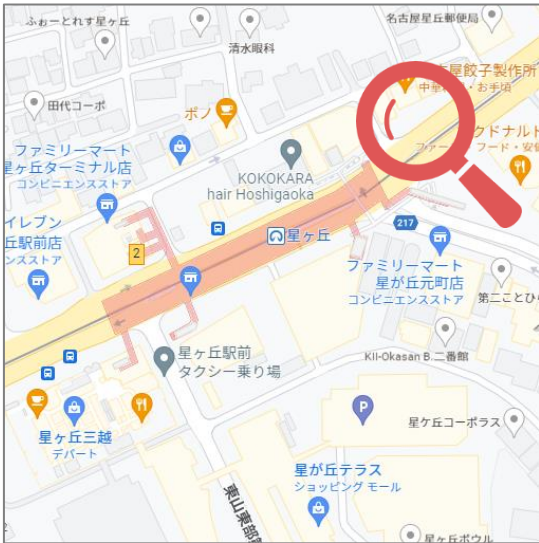 ふぉーとれす星ヶ丘
名古屋星丘郵便局
清水眼科
屋餃子製作所
中華
・お手頃
田代コーポ
ポノ
クドナルド
フード・安価
ファミリーマート
星ヶ丘ターミナル店
コンビニエンスストア
KOKOKARA
hair Hoshigaoka
イレブン
丘駅前店
ンスストア
2
星ヶ丘
217
ファミリーマート
星が丘元町店
コンビニエンスストア
第二ことひら
星ヶ丘駅前
タクシー乗り場
KII-Okasan B.二番館
P
星ヶ丘三越
デパート
星ケ丘コーポラス
星が丘テラス
ショッピング モール
東山東部
星ヶ丘ボウル